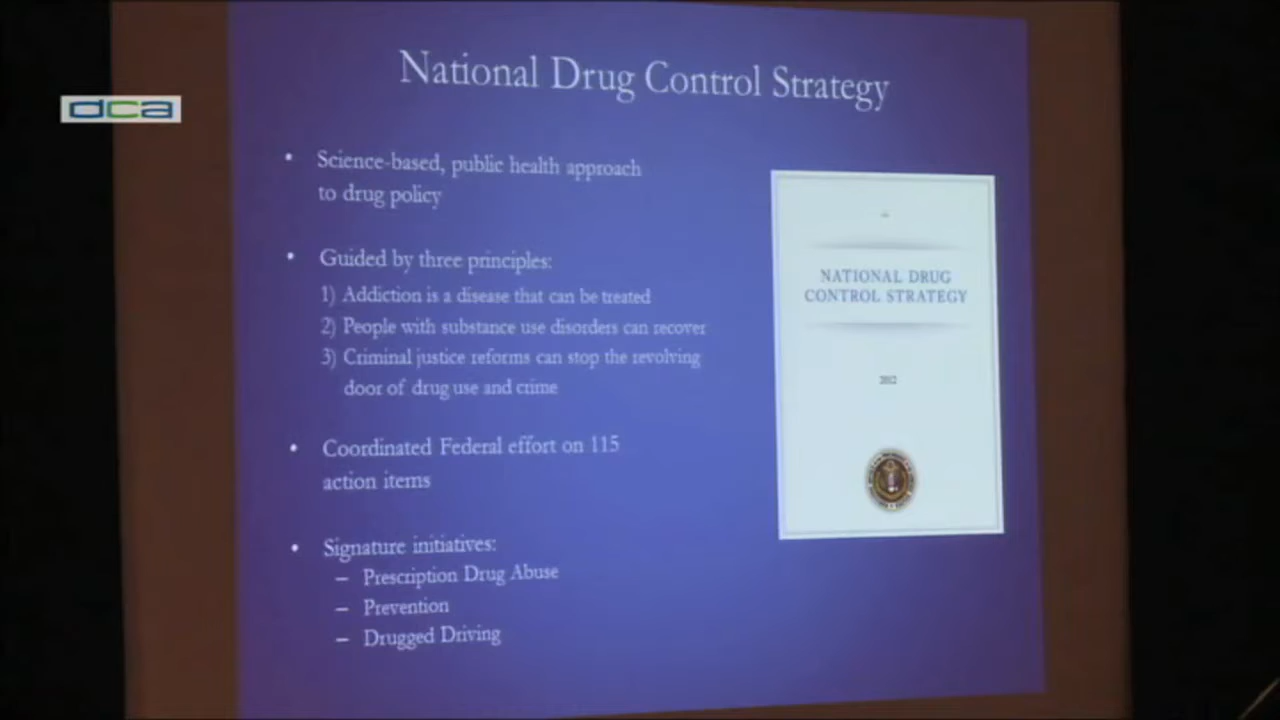 National Drug Control Strategy
dca
• Science-based, public health approach
to drug policy
• Guided by three principles:
1) Addiction is a disease that can be treated
2) People with substance use disorders can recover
3) Criminal justice reforms can stop the revolving
door of drug use and crime
• Coordinated Federal effort on 115
action items
• Signature initiatives:
– Prescription Drug Abuse
– Prevention
– Drugged Driving
NATIONAL DRUG
CONTROL STRATEGY
2012